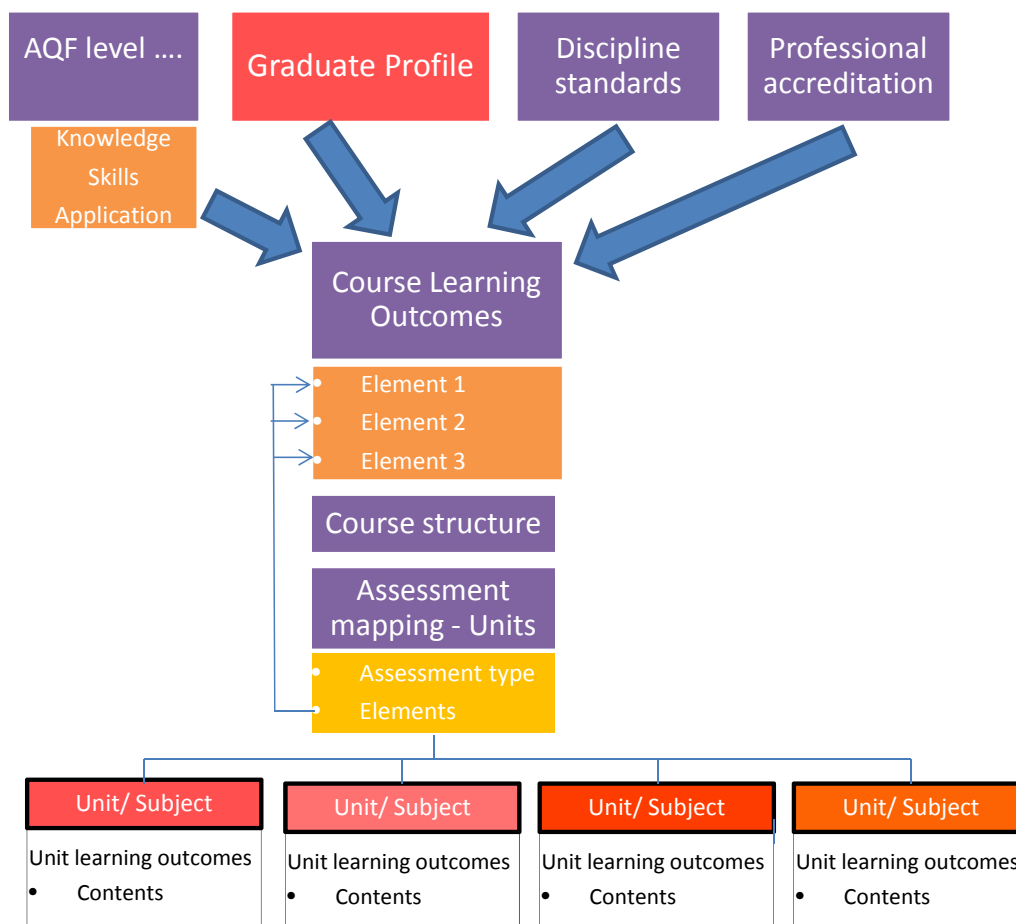 AQF level ....
Graduate Profile
Discipline
standards
Professional
accreditation
Knowledge
Skills
Application
Course Learning
Outcomes
• Element 1
• Element 2
• Element 3
Course structure
Assessment
mapping - Units
• Assessment type
• Elements
Unit/ Subject
Unit learning outcomes
• Contents
Unit/ Subject
Unit learning outcomes
• Contents
Unit/ Subject
Unit learning outcomes
• Contents
Unit/ Subject
Unit learning outcomes
• Contents